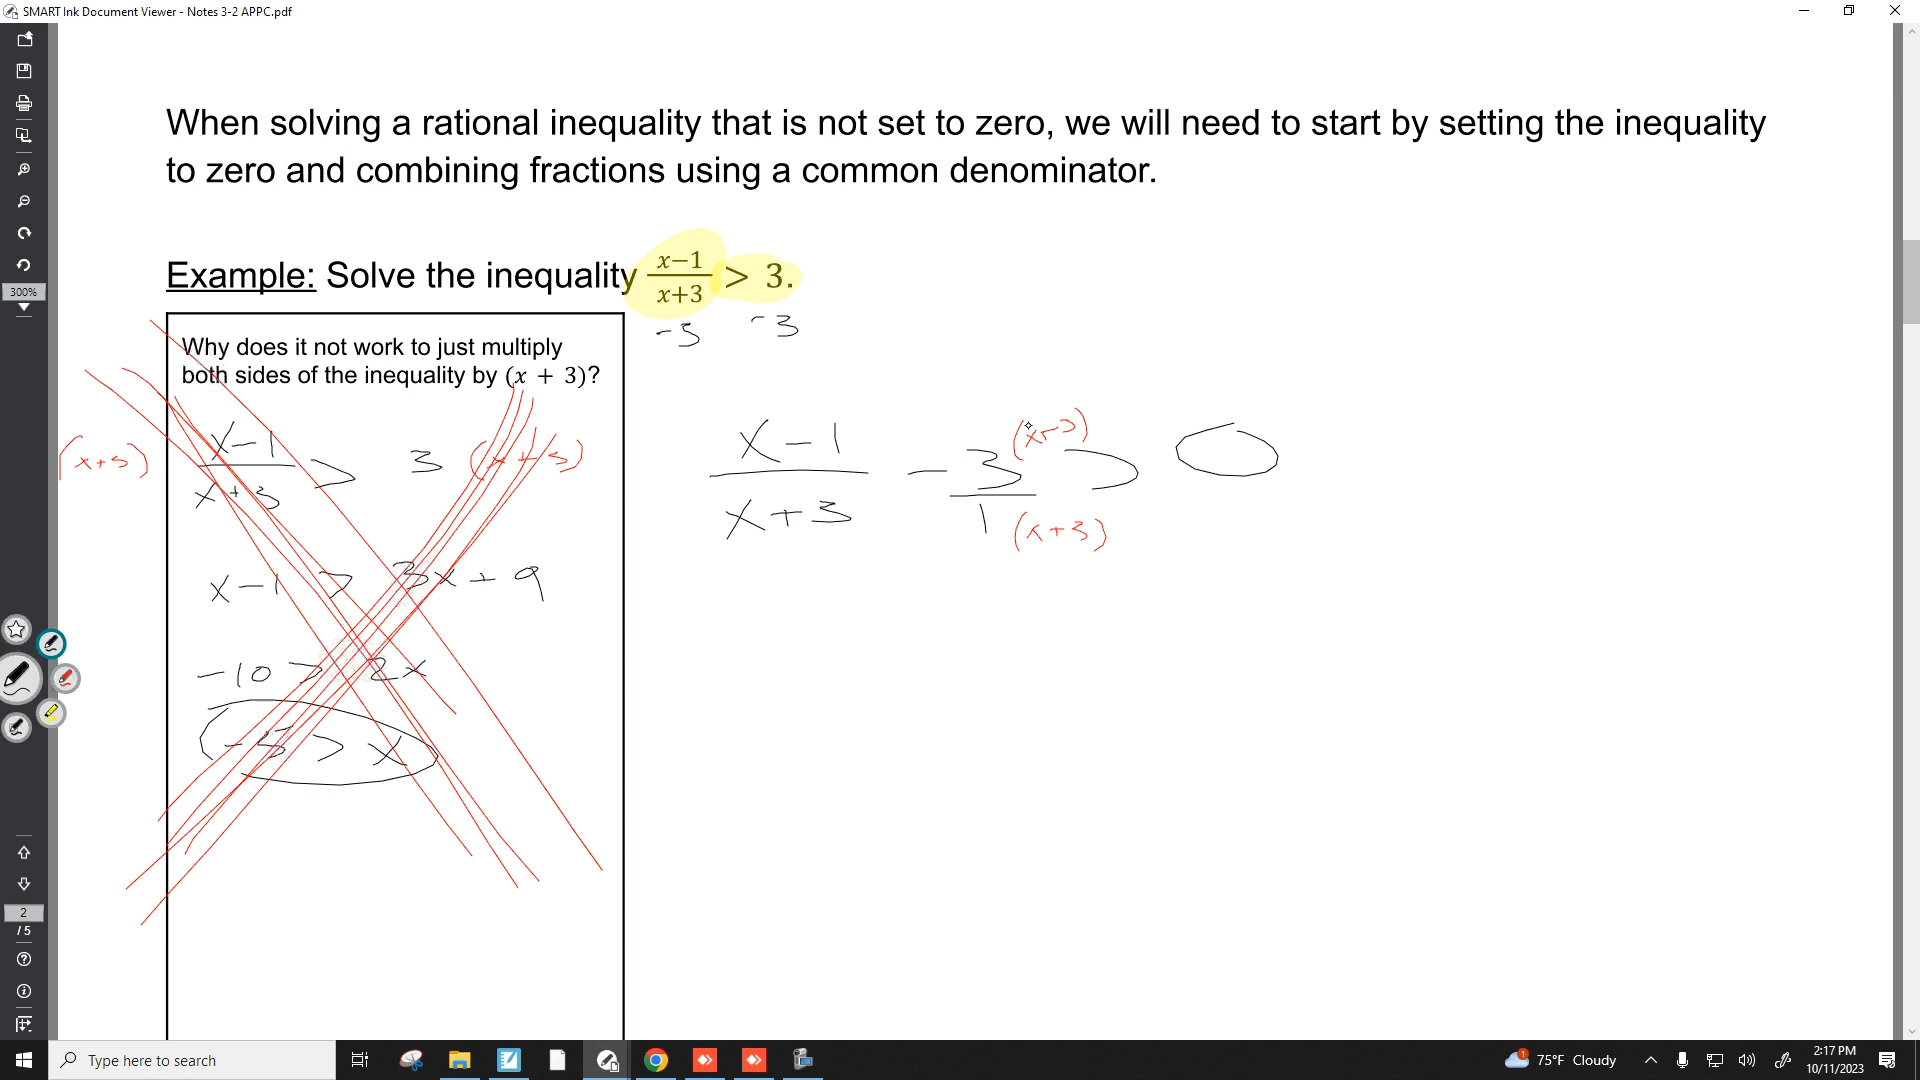 SMART Ink Document Viewer - Notes 3-2 APPC.pdf
When solving a rational inequality that is not set to zero, we will need to start by setting the inequality
to zero and combining fractions using a common denominator.
Example: Solve the inequality x−1/x+3 > 3.
-3 -3
Why does it not work to just multiply
both sides of the inequality by (x + 3)?
(x+3) x-1/x+3 > 3 (x+3)
x-1 > 3x+9
-10 > 2x
-5 > x
x-1/x+3 - 3(x+3)/1(x+3) > 0
300%
2
/ 5
Type here to search
1
75°F Cloudy
2:17 PM
10/11/2023